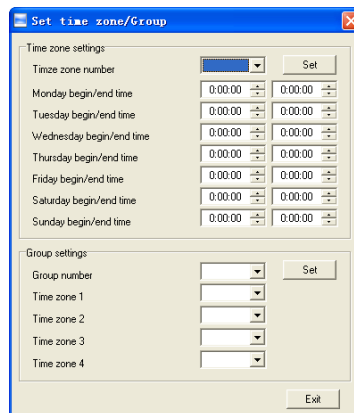 Set time zone/Group
Time zone settings
Timze zone number Set
Monday begin/end time 0:00:00 0:00:00
Tuesday begin/end time 0:00:00 0:00:00
Wednesday begin/end time 0:00:00 0:00:00
Thursday begin/end time 0:00:00 0:00:00
Friday begin/end time 0:00:00 0:00:00
Saturday begin/end time 0:00:00 0:00:00
Sunday begin/end time 0:00:00 0:00:00
Group settings
Group number Set
Time zone 1
Time zone 2
Time zone 3
Time zone 4
Exit